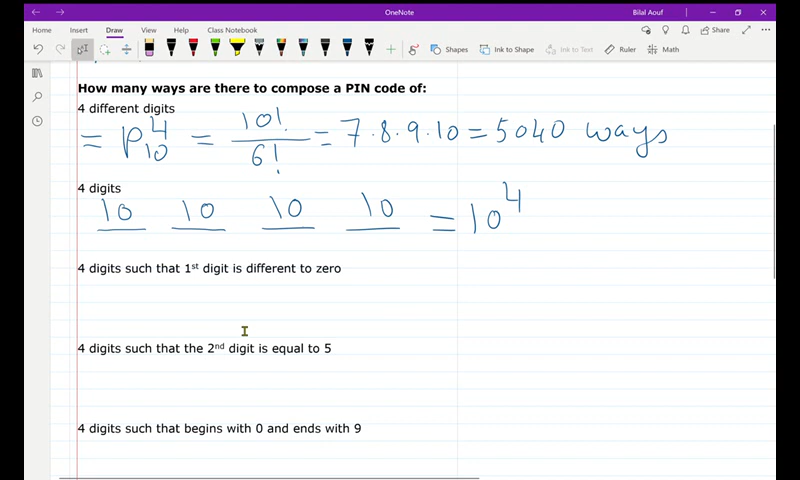 OneNote
Bilal Aouf
Home Insert Draw View Help Class Notebook
Share
Shapes Ink to Shape Ink to Text Ruler Math
How many ways are there to compose a PIN code of:
4 different digits
= P₁₀⁴ = 10!/6! = 7.8.9.10 = 5040 ways
4 digits
10 10 10 10 = 10⁴
4 digits such that 1st digit is different to zero
4 digits such that the 2nd digit is equal to 5
4 digits such that begins with 0 and ends with 9